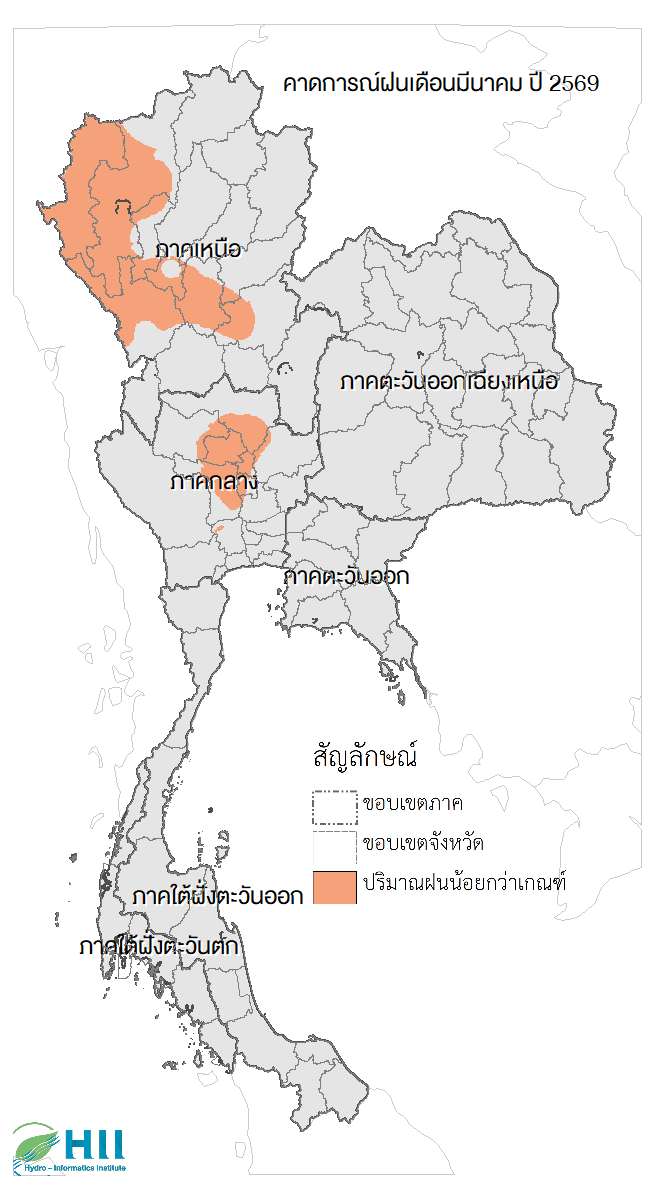 คาดการณ์ฝนเดือนมีนาคม ปี 2569
ภาคเหนือ
ภาคตะวันออกเฉียงเหนือ
ภาคกลาง
ภาคตะวันออก
สัญลักษณ์
ขอบเขตภาค
ขอบเขตจังหวัด
ปริมาณฝนน้อยกว่าเกณฑ์
ภาคใต้ฝั่งตะวันออก
ภาคใต้ฝั่งตะวันตก
HII
Hydro – Informatics Institute